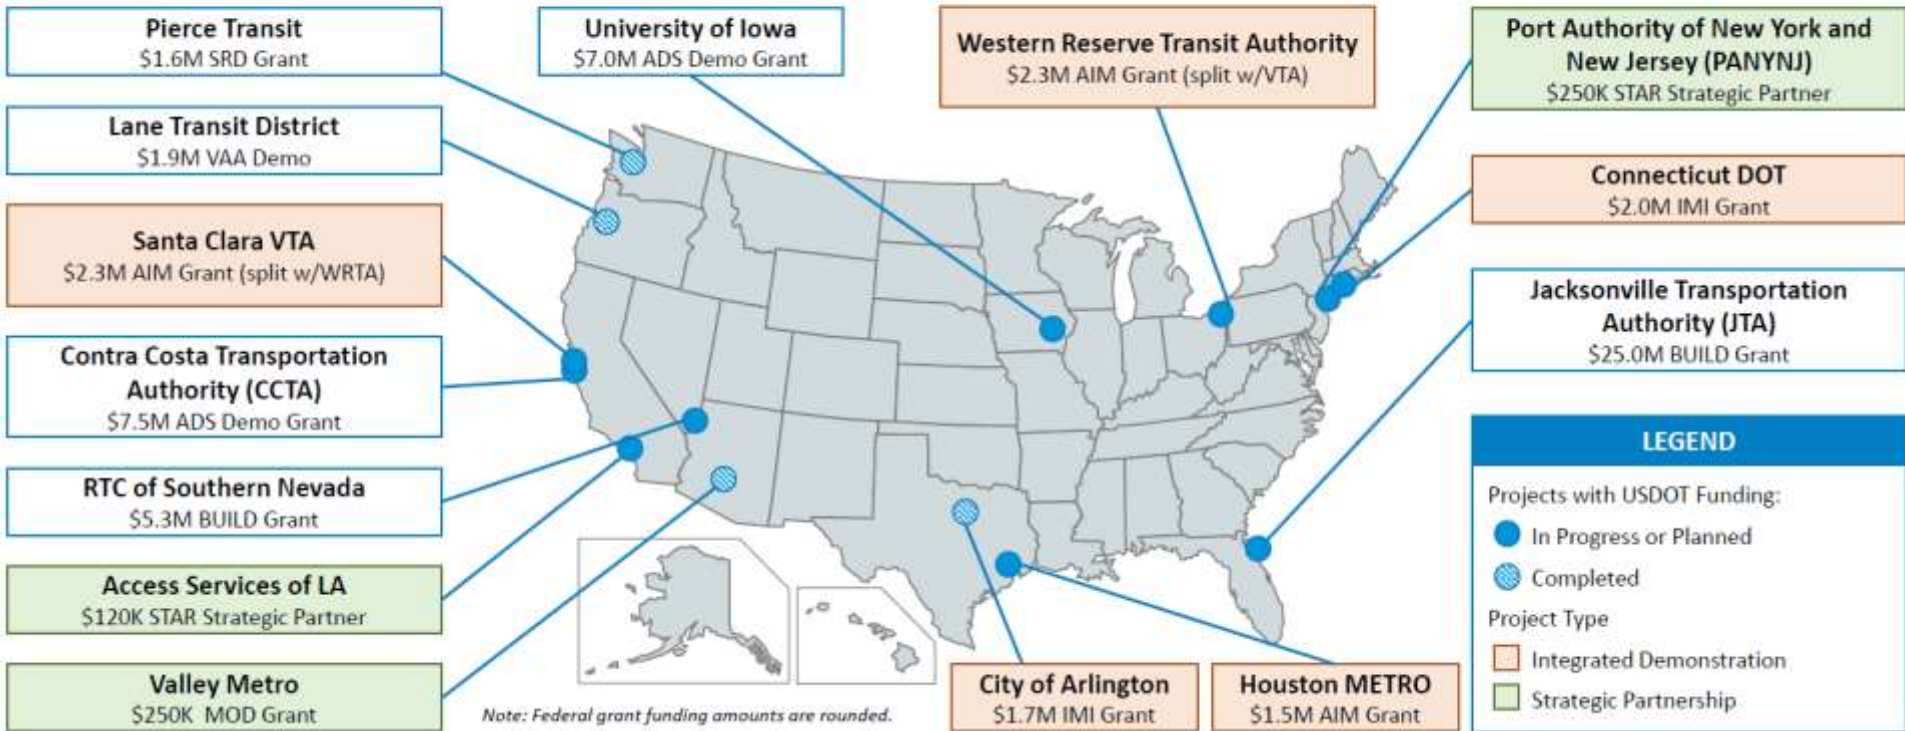 Pierce Transit
$1.6M SRD Grant
Lane Transit District
$1.9M VAA Demo
Santa Clara VTA
$2.3M AIM Grant (split w/WRTA)
Contra Costa Transportation
Authority (CCTA)
$7.5M ADS Demo Grant
RTC of Southern Nevada
$5.3M BUILD Grant
Access Services of LA
$120K STAR Strategic Partner
Valley Metro
$250K MOD Grant
University of Iowa
$7.0M ADS Demo Grant
Western Reserve Transit Authority
$2.3M AIM Grant (split w/VTA)
Port Authority of New York and
New Jersey (PANYNJ)
$250K STAR Strategic Partner
Connecticut DOT
$2.0M IMI Grant
Jacksonville Transportation
Authority (JTA)
$25.0M BUILD Grant
City of Arlington
$1.7M IMI Grant
Houston METRO
$1.5M AIM Grant
Note: Federal grant funding amounts are rounded.
LEGEND
Projects with USDOT Funding:
In Progress or Planned
Completed
Project Type
Integrated Demonstration
Strategic Partnership